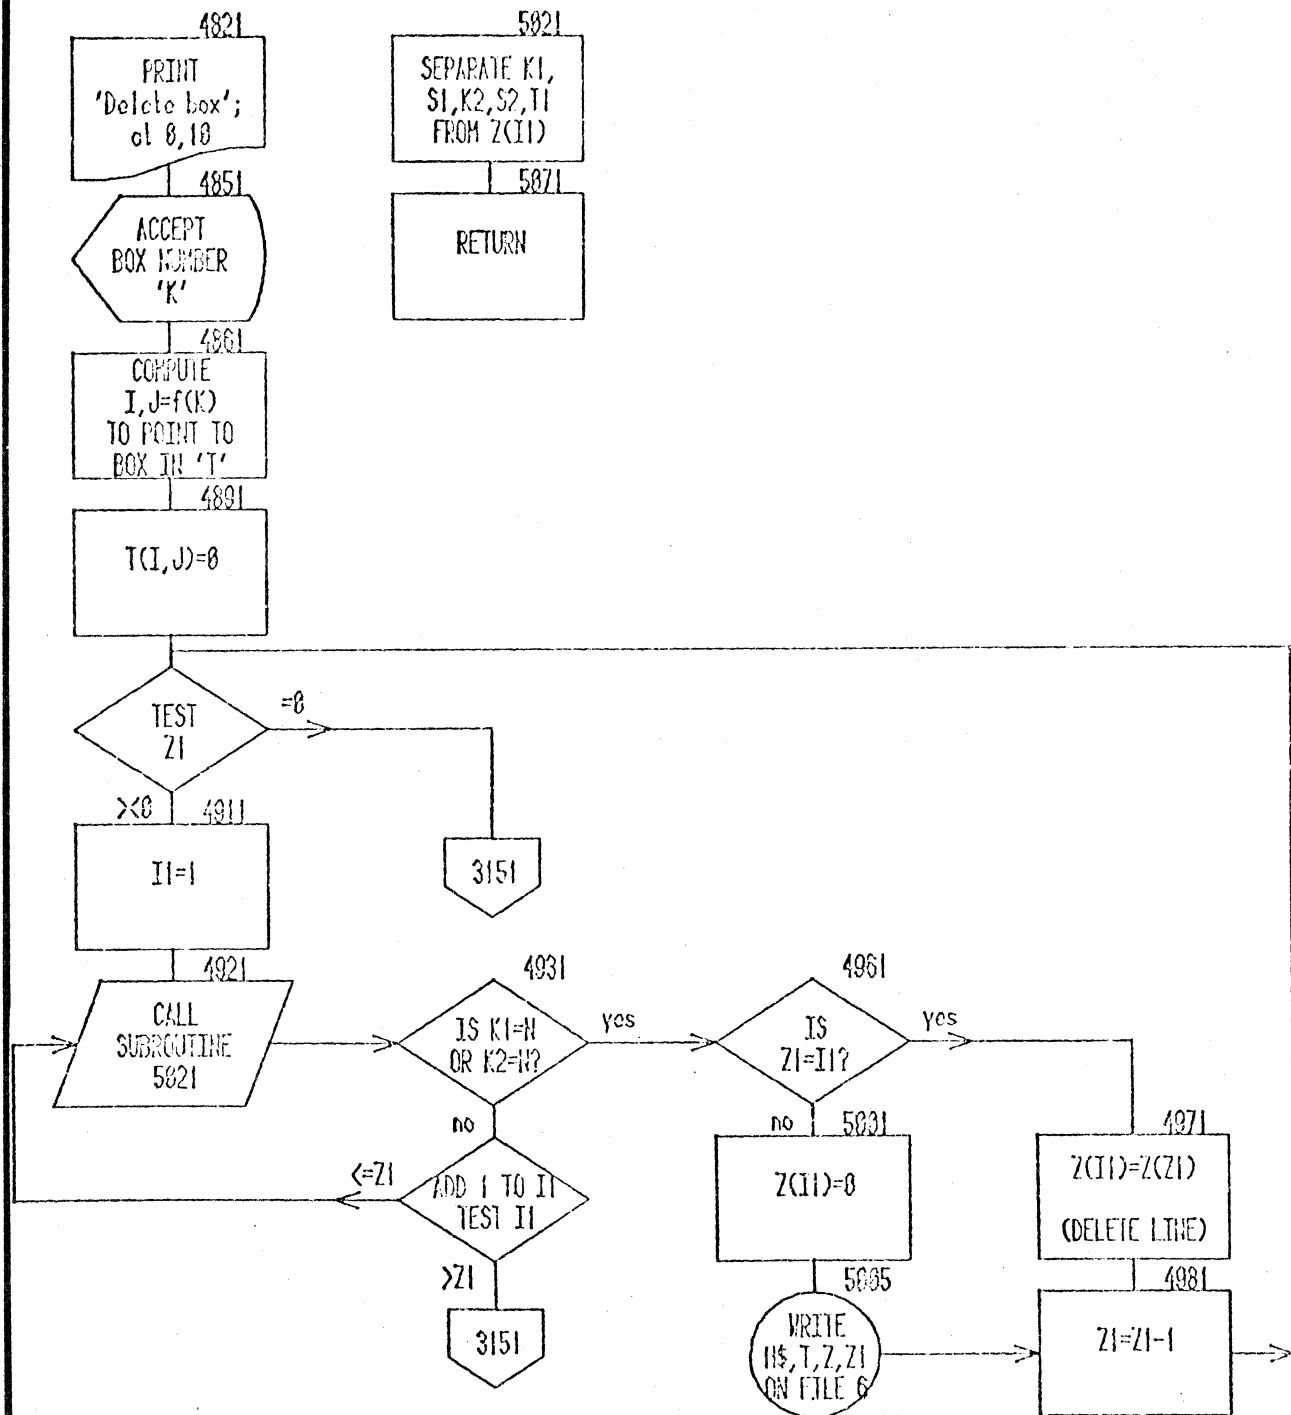 4821
PRINT
'Delete box';
at 0,10
4851
ACCEPT
BOX NUMBER
'K'
4861
COMPUTE
I,J=f(K)
TO POINT TO
BOX IN 'T'
4891
T(I,J)=0
TEST
Z1
=0
><0
3151
4911
I1=1
4921
CALL
SUBROUTINE
5021
4931
IS K1=N
OR K2=N?
yes
no
ADD 1 TO I1
TEST I1
<=Z1
>Z1
3151
4961
IS
Z1=I1?
yes
no
5001
Z(I1)=0
5005
WRITE
N$,T,Z,Z1
ON FILE 6
4971
Z(I1)=Z(Z1)
(DELETE LINE)
4981
Z1=Z1-1
5021
SEPARATE K1,
S1,K2,S2,T1
FROM Z(I1)
5071
RETURN